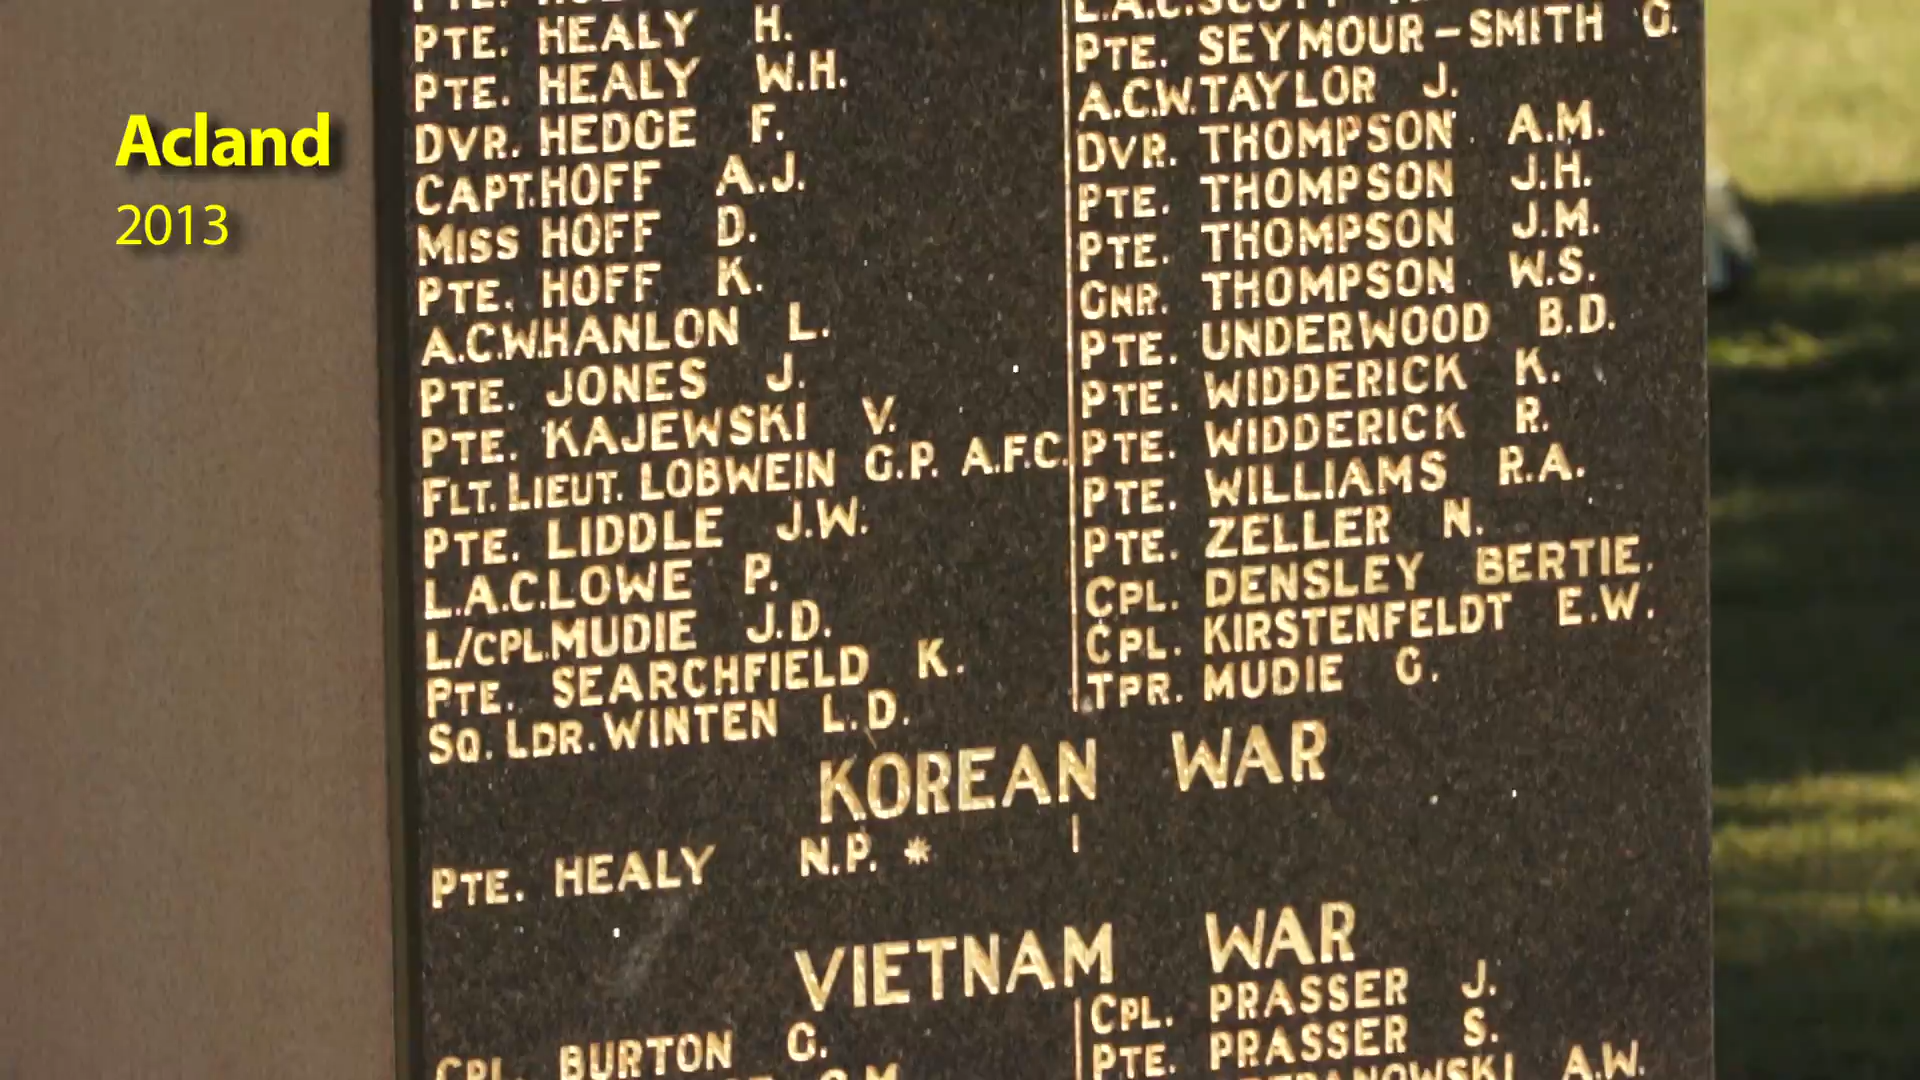 Acland
2013
PTE. HEALY H.
PTE. HEALY W.H.
DVR. HEDGE F.
CAPT. HOFF A.J.
MISS HOFF D.
PTE. HOFF K.
A.C.W. HANLON L.
PTE. JONES J.
PTE. KAJEWSKI V.
FLT. LIEUT. LOBWEIN G.P. A.F.C.
PTE. LIDDLE J.W.
L.A.C. LOWE P.
L/CPL. MUDIE J.D.
PTE. SEARCHFIELD K.
SQ. LDR. WINTEN L.D.
L.A.C. SCOTT
PTE. SEYMOUR-SMITH G.
A.C.W. TAYLOR J.
DVR. THOMPSON A.M.
PTE. THOMPSON J.H.
PTE. THOMPSON J.M.
GNR. THOMPSON W.S.
PTE. UNDERWOOD B.D.
PTE. WIDDERICK K.
PTE. WIDDERICK R.
PTE. WILLIAMS R.A.
PTE. ZELLER N.
CPL. DENSLEY BERTIE.
CPL. KIRSTENFELDT E.W.
TPR. MUDIE G.
KOREAN WAR
PTE. HEALY N.P. *
VIETNAM WAR
CPL. BURTON G.
CPL. PRASSER J.
PTE. PRASSER S.
A.W.